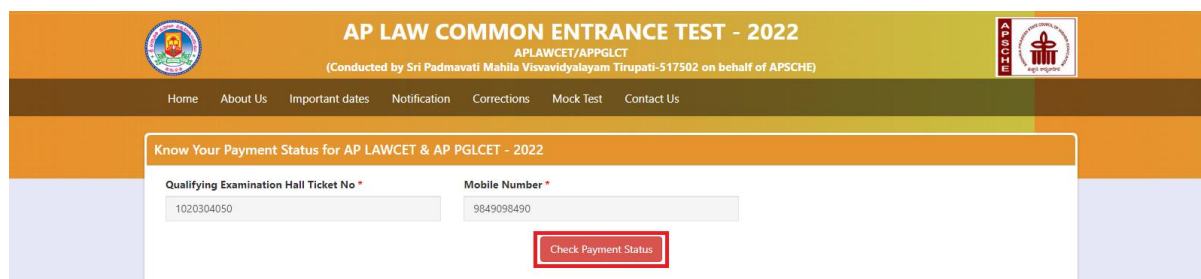 AP LAW COMMON ENTRANCE TEST - 2022
APLAWCET/APPGLCT
(Conducted by Sri Padmavati Mahila Visvavidyalayam Tirupati-517502 on behalf of APSCHE)
APSCHE
Home About Us Important dates Notification Corrections Mock Test Contact Us
Know Your Payment Status for AP LAWCET & AP PGLCET - 2022
Qualifying Examination Hall Ticket No * Mobile Number *
1020304050 9849098490
Check Payment Status